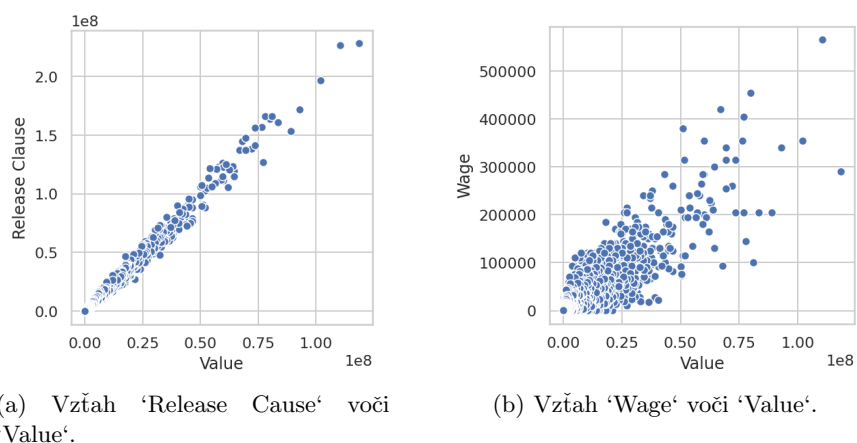 1e8
2.0
1.5
1.0
0.5
0.0
Release Clause
0.00 0.25 0.50 0.75 1.00
1e8
Value
500000
400000
300000
200000
100000
0
Wage
0.00 0.25 0.50 0.75 1.00
1e8
Value
a) Vzťah ‘Release Cause‘ voči
‘Value‘.
(b) Vzťah ‘Wage‘ voči ‘Value‘.